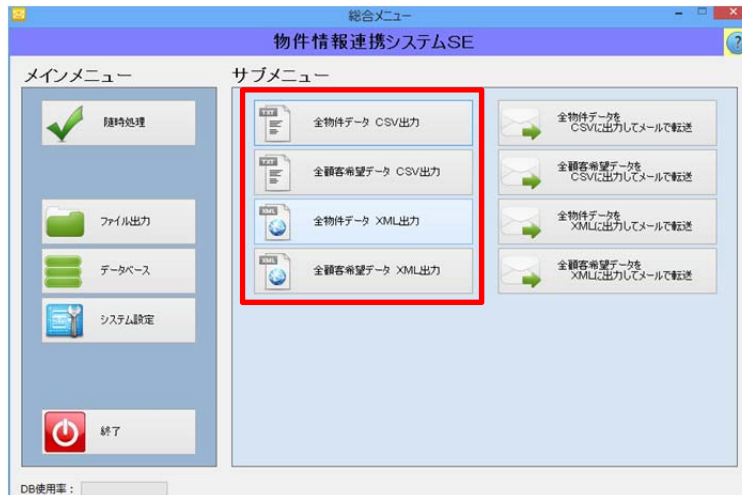 総合メニュー
物件情報連携システムSE
?
メインメニュー
サブメニュー
随時処理
ファイル出力
データベース
システム設定
終了
TXT
全物件データ CSV出力
TXT
全顧客希望データ CSV出力
XML
全物件データ XML出力
XML
全顧客希望データ XML出力
全物件データを
CSVに出力してメールで転送
全顧客希望データを
CSVに出力してメールで転送
全物件データを
XMLに出力してメールで転送
全顧客希望データを
XMLに出力してメールで転送
DB使用率：